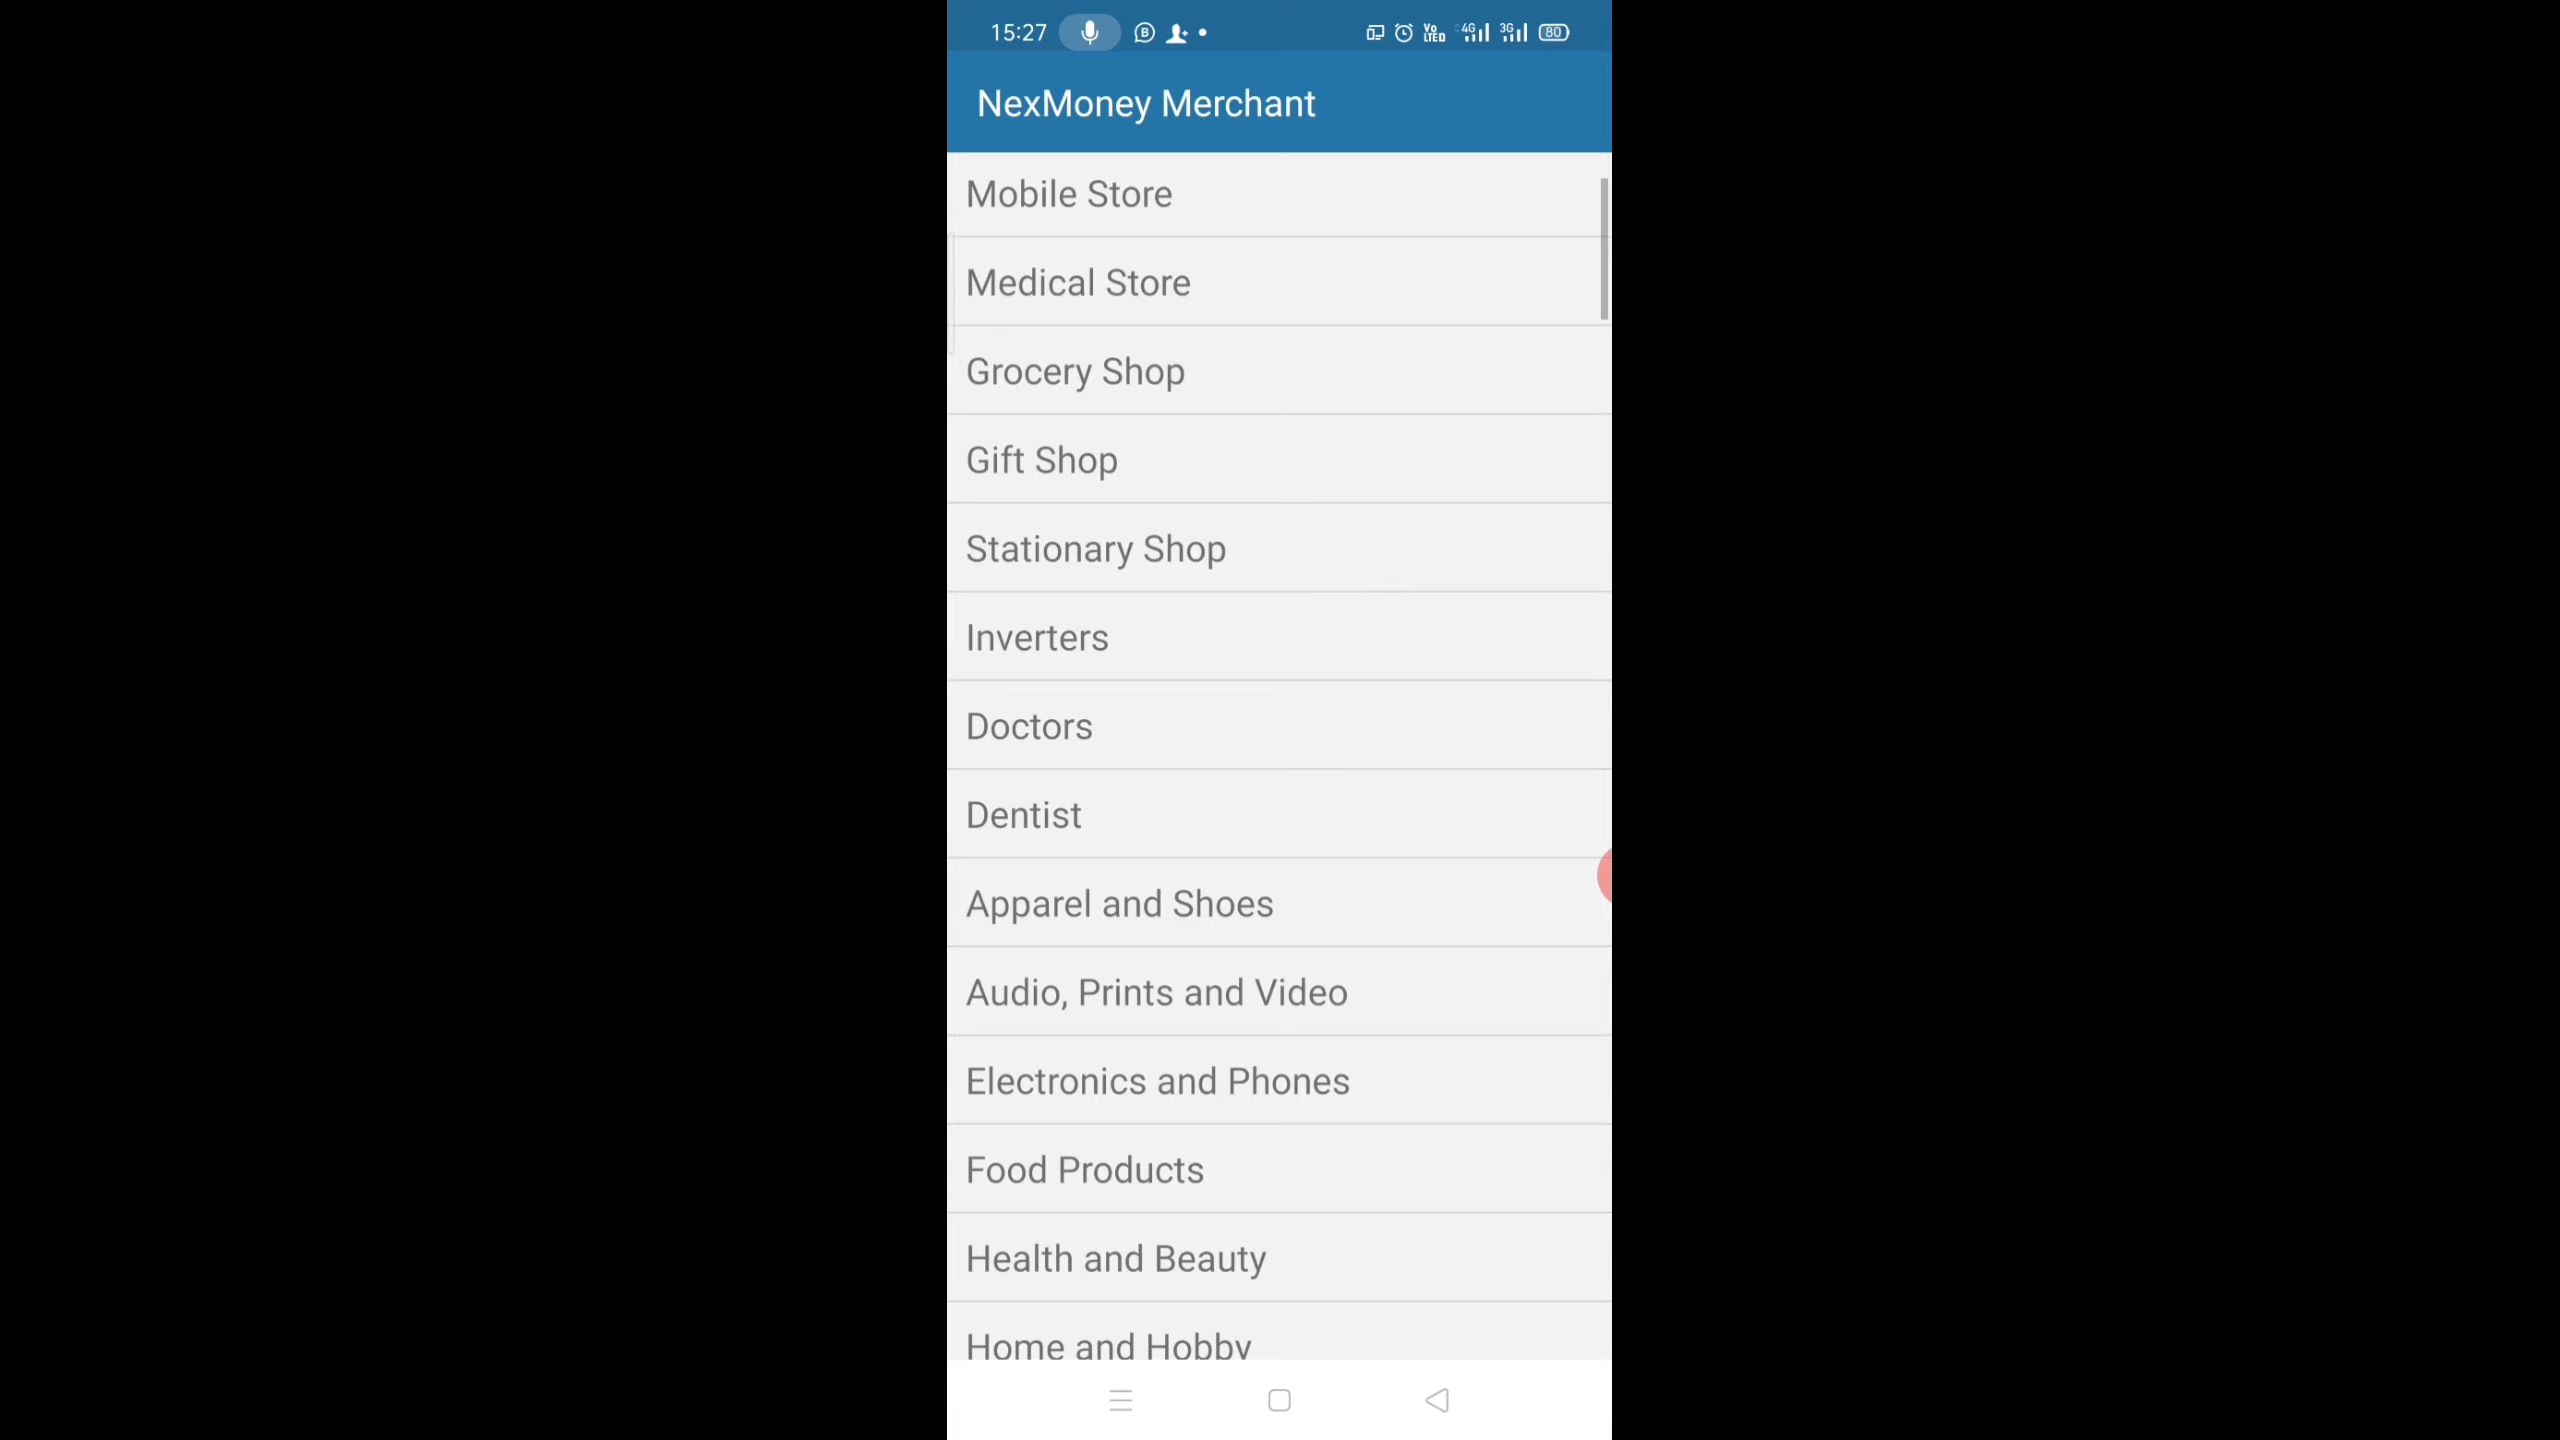 15:27
80
NexMoney Merchant
Mobile Store
Medical Store
Grocery Shop
Gift Shop
Stationary Shop
Inverters
Doctors
Dentist
Apparel and Shoes
Audio, Prints and Video
Electronics and Phones
Food Products
Health and Beauty
Home and Hobby